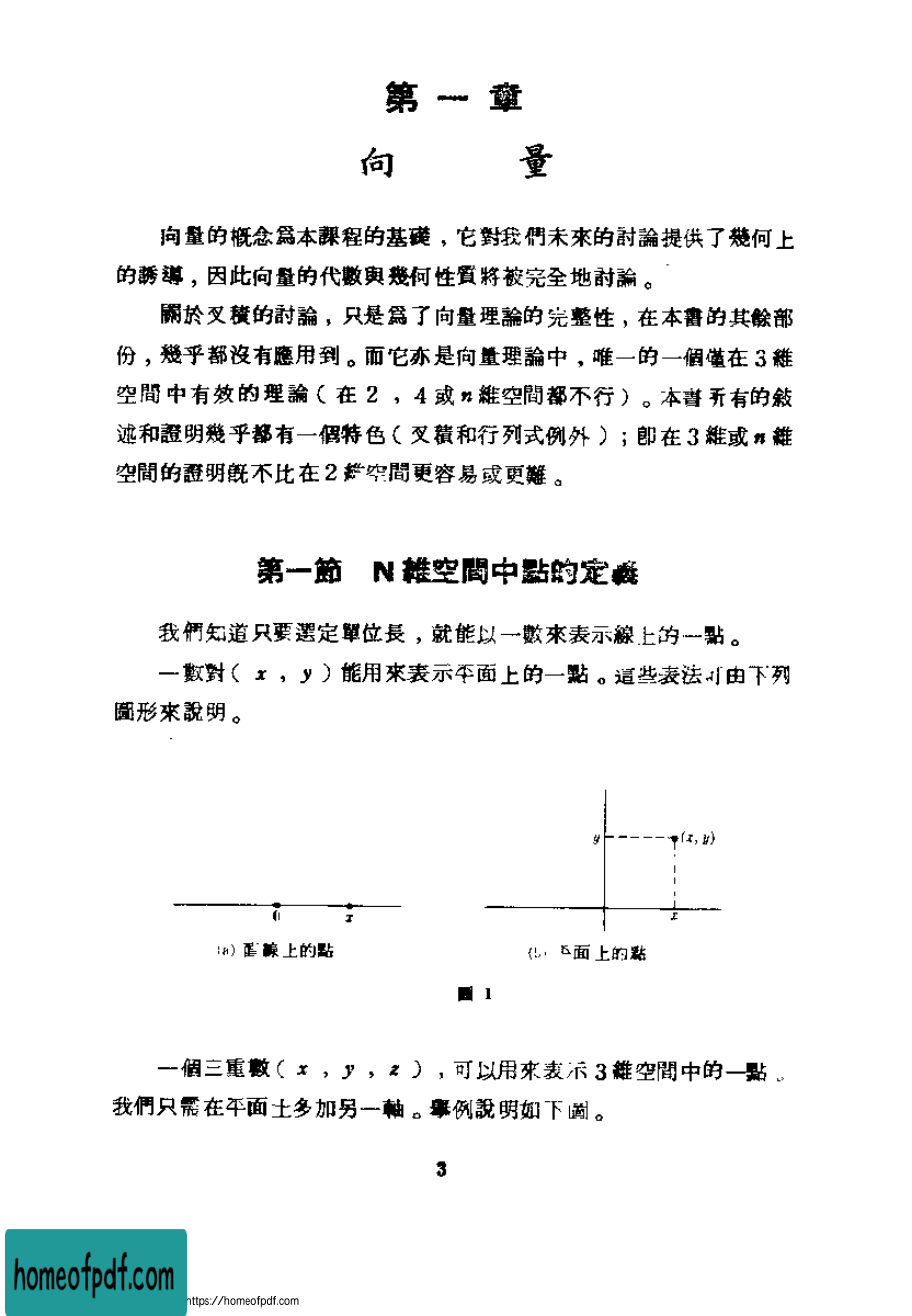 第一章
向 量
向量的概念爲本課程的基礎，它對我們未來的討論提供了幾何上
的誘導，因此向量的代數與幾何性質將被完全地討論。
關於叉積的討論，只是爲了向量理論的完整性，在本書的其餘部
份，幾乎都沒有應用到。而它亦是向量理論中，唯一的一個僅在3維
空間中有效的理論（在2，4或n維空間都不行）。本書所有的敍
述和證明幾乎都有一個特色（叉積和行列式例外）；卽在3維或n維
空間的證明旣不比在2維空間更容易或更難。
第一節 N維空間中點的定義
我們知道只要選定單位長，就能以一數來表示線上的一點。
一數對（x，y）能用來表示平面上的一點。這些表法可由下列
圖形來說明。
y (x, y)
0 x x
(a) 直線上的點 (b) 平面上的點
圖 1
一個三重數（x，y，z），可以用來表示3維空間中的一點。
我們只需在平面上多加另一軸。舉例說明如下圖。
3
homeofpdf.com
https://homeofpdf.com